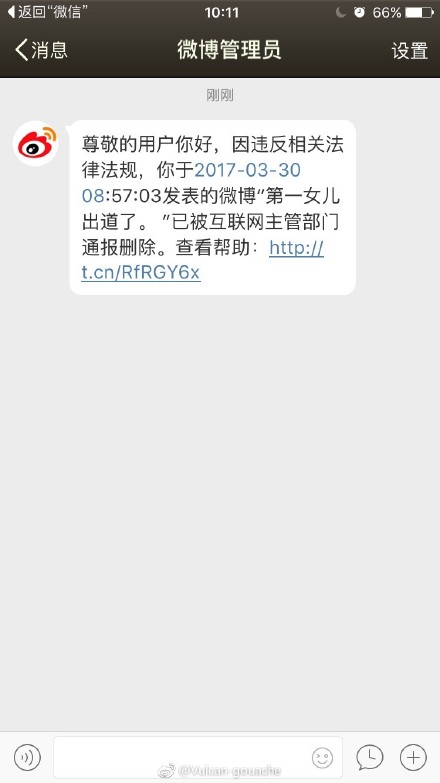 返回“微信”
10:11
66%
消息
微博管理员
设置
刚刚
尊敬的用户你好，因违反相关法
律法规，你于2017-03-30
08:57:03发表的微博“第一女儿
出道了。 ”已被互联网主管部门
通报删除。查看帮助：http://
t.cn/RfRGY6x
@Vulcan-gouache